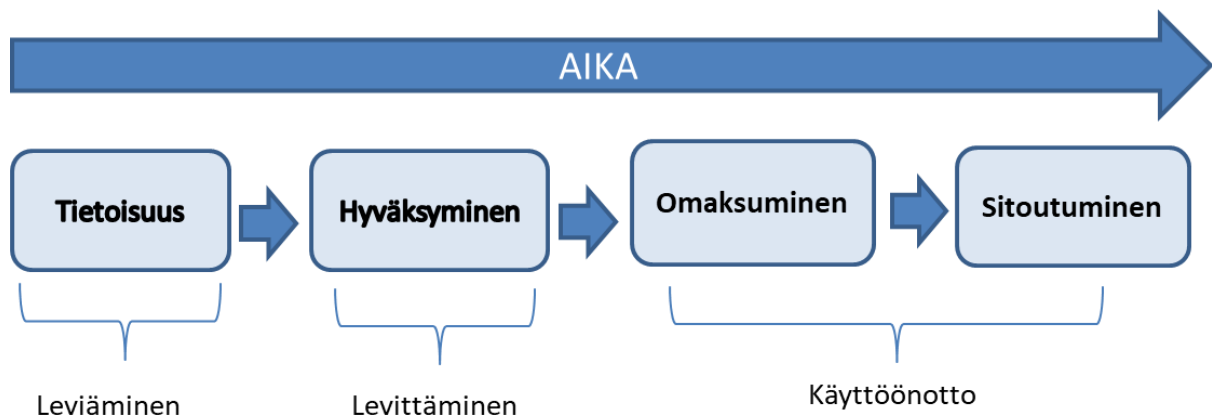 AIKA
Tietoisuus
Hyväksyminen
Omaksuminen
Sitoutuminen
Leviäminen
Levittäminen
Käyttöönotto